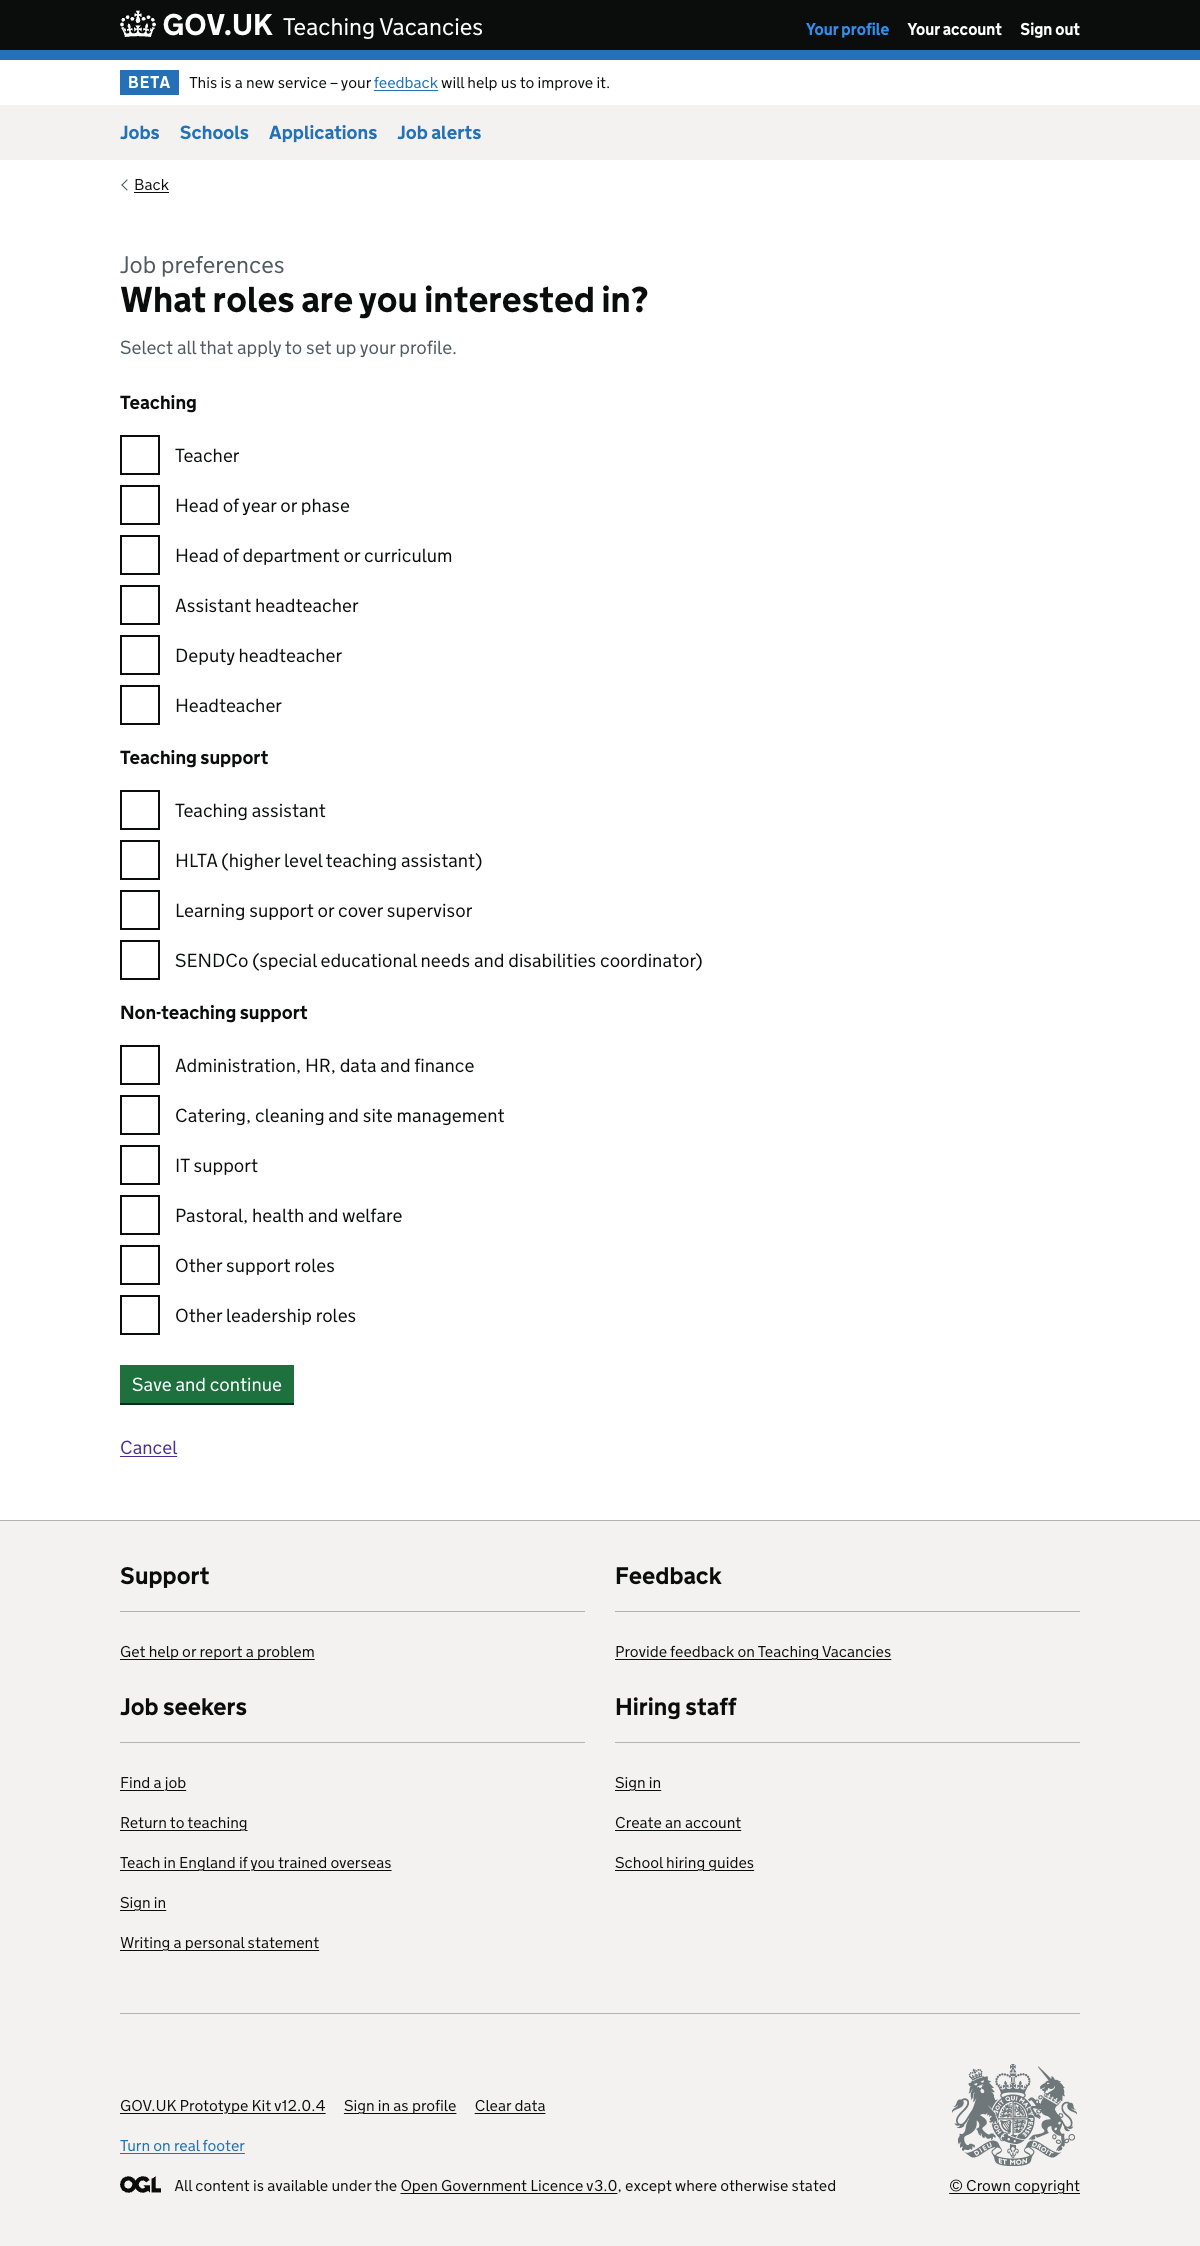 GOV.UK Teaching Vacancies
Your profile Your account Sign out
BETA This is a new service – your feedback will help us to improve it.
Jobs Schools Applications Job alerts
Back
Job preferences
What roles are you interested in?
Select all that apply to set up your profile.
Teaching
Teacher
Head of year or phase
Head of department or curriculum
Assistant headteacher
Deputy headteacher
Headteacher
Teaching support
Teaching assistant
HLTA (higher level teaching assistant)
Learning support or cover supervisor
SENDCo (special educational needs and disabilities coordinator)
Non-teaching support
Administration, HR, data and finance
Catering, cleaning and site management
IT support
Pastoral, health and welfare
Other support roles
Other leadership roles
Save and continue
Cancel
Support
Get help or report a problem
Feedback
Provide feedback on Teaching Vacancies
Job seekers
Find a job
Return to teaching
Teach in England if you trained overseas
Sign in
Writing a personal statement
Hiring staff
Sign in
Create an account
School hiring guides
GOV.UK Prototype Kit v12.0.4 Sign in as profile Clear data
Turn on real footer
OGL All content is available under the Open Government Licence v3.0, except where otherwise stated
DIEU ET MON DROIT
© Crown copyright